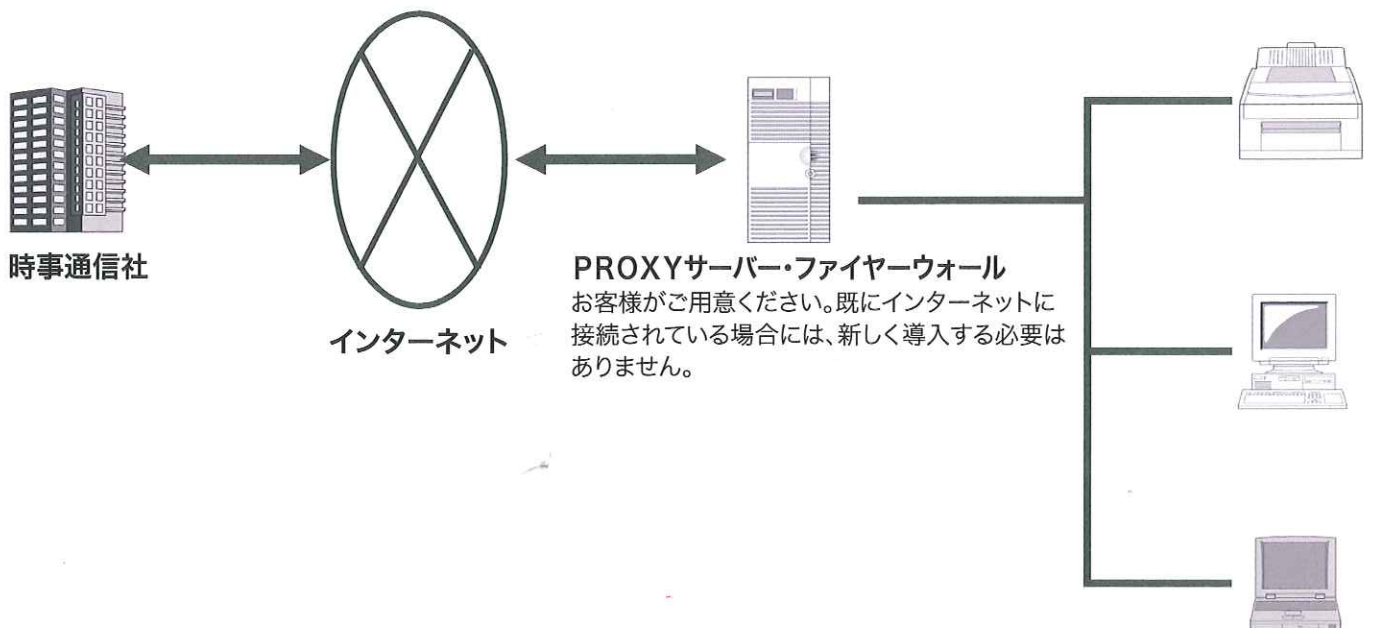 時事通信社
インターネット
PROXYサーバー・ファイヤーウォール
お客様がご用意ください。既にインターネットに
接続されている場合には、新しく導入する必要は
ありません。